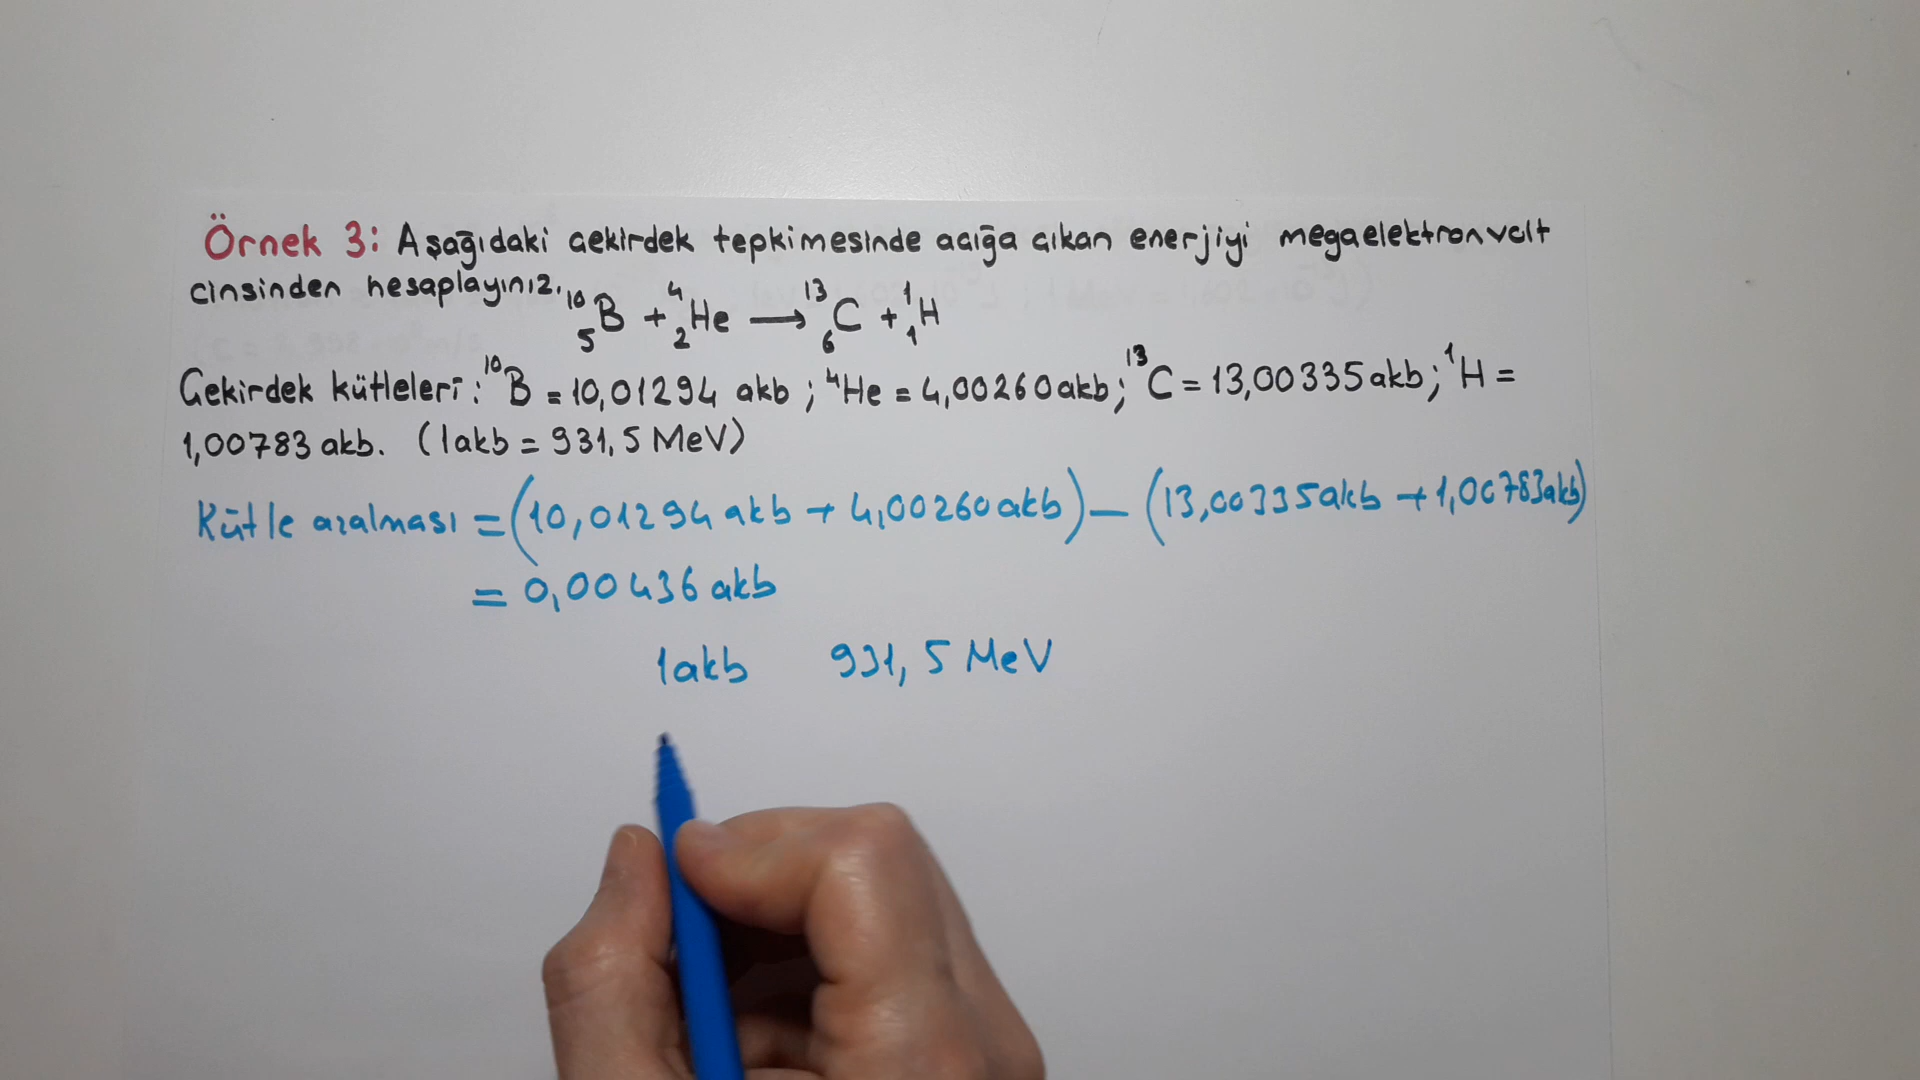 Örnek 3: Aşağıdaki çekirdek tepkimesinde açığa çıkan enerjiyi megaelektronvolt
cinsinden hesaplayınız. ¹⁰₅B + ⁴₂He → ¹³₆C + ¹₁H
Çekirdek kütleleri: ¹⁰B = 10,01294 akb ; ⁴He = 4,00260 akb; ¹³C = 13,00335 akb; ¹H =
1,00783 akb. (1akb = 931,5 MeV)
Kütle azalması = (10,01294 akb + 4,00260 akb) − (13,00335 akb + 1,00783 akb)
= 0,00436 akb
1akb 931,5 MeV